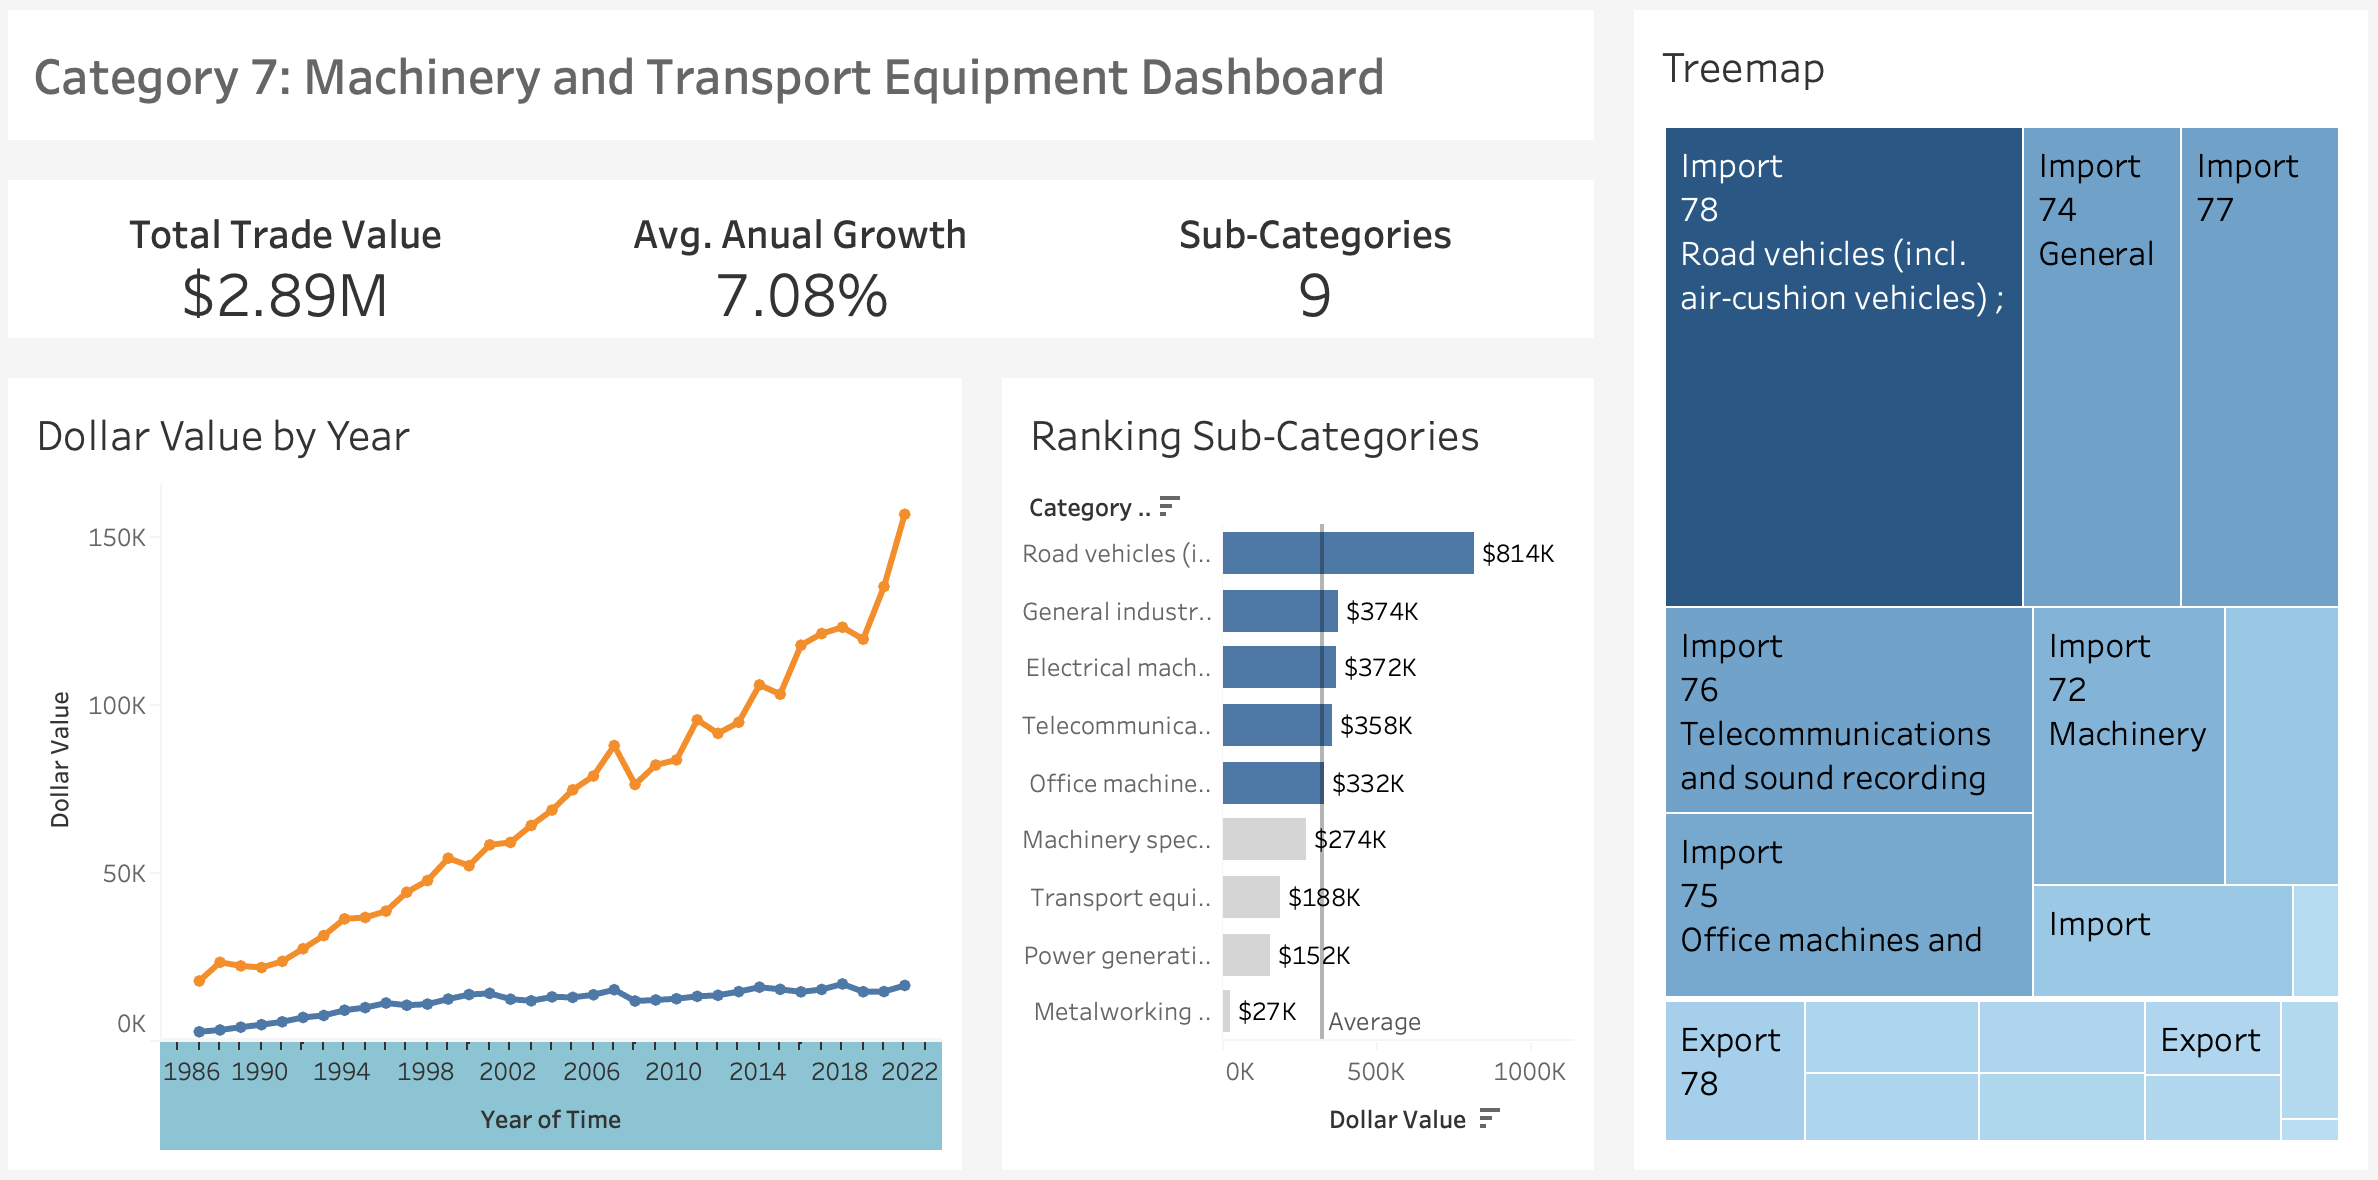 Category 7: Machinery and Transport Equipment Dashboard
Total Trade Value
$2.89M
Avg. Anual Growth
7.08%
Sub-Categories
9
Dollar Value by Year
Dollar Value
150K
100K
50K
0K
1986 1990 1994 1998 2002 2006 2010 2014 2018 2022
Year of Time
Ranking Sub-Categories
Category ..
Road vehicles (i.. $814K
General industr.. $374K
Electrical mach.. $372K
Telecommunica.. $358K
Office machine.. $332K
Machinery spec.. $274K
Transport equi.. $188K
Power generati.. $152K
Metalworking .. $27K
Average
0K 500K 1000K
Dollar Value
Treemap
Import
78
Road vehicles (incl.
air-cushion vehicles) ;
Import
74
General
Import
77
Import
76
Telecommunications
and sound recording
Import
72
Machinery
Import
75
Office machines and
Import
Export
78
Export